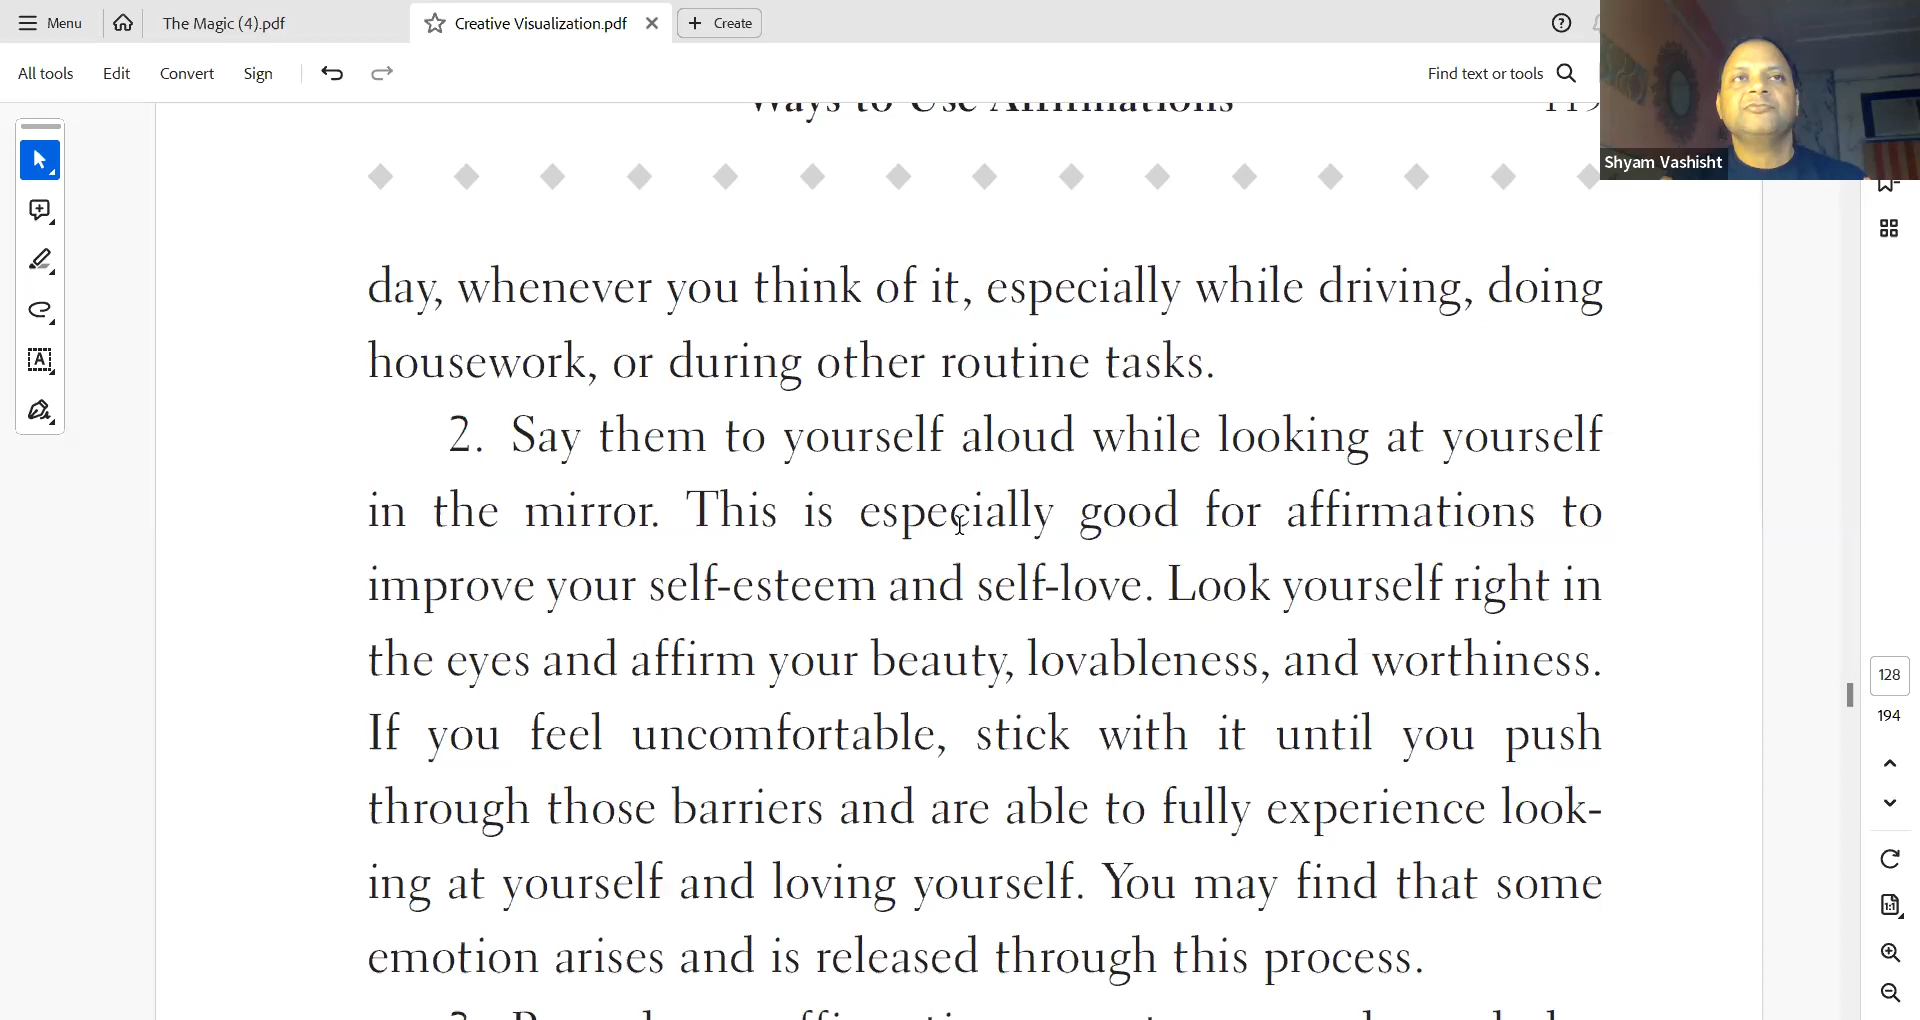 Menu
The Magic (4).pdf
Creative Visualization.pdf
Create
All tools
Edit
Convert
Sign
Find text or tools
Shyam Vashisht
Ways to Use Affirmations
day, whenever you think of it, especially while driving, doing
housework, or during other routine tasks.
2. Say them to yourself aloud while looking at yourself
in the mirror. This is especially good for affirmations to
improve your self-esteem and self-love. Look yourself right in
the eyes and affirm your beauty, lovableness, and worthiness.
If you feel uncomfortable, stick with it until you push
through those barriers and are able to fully experience look-
ing at yourself and loving yourself. You may find that some
emotion arises and is released through this process.
128
194